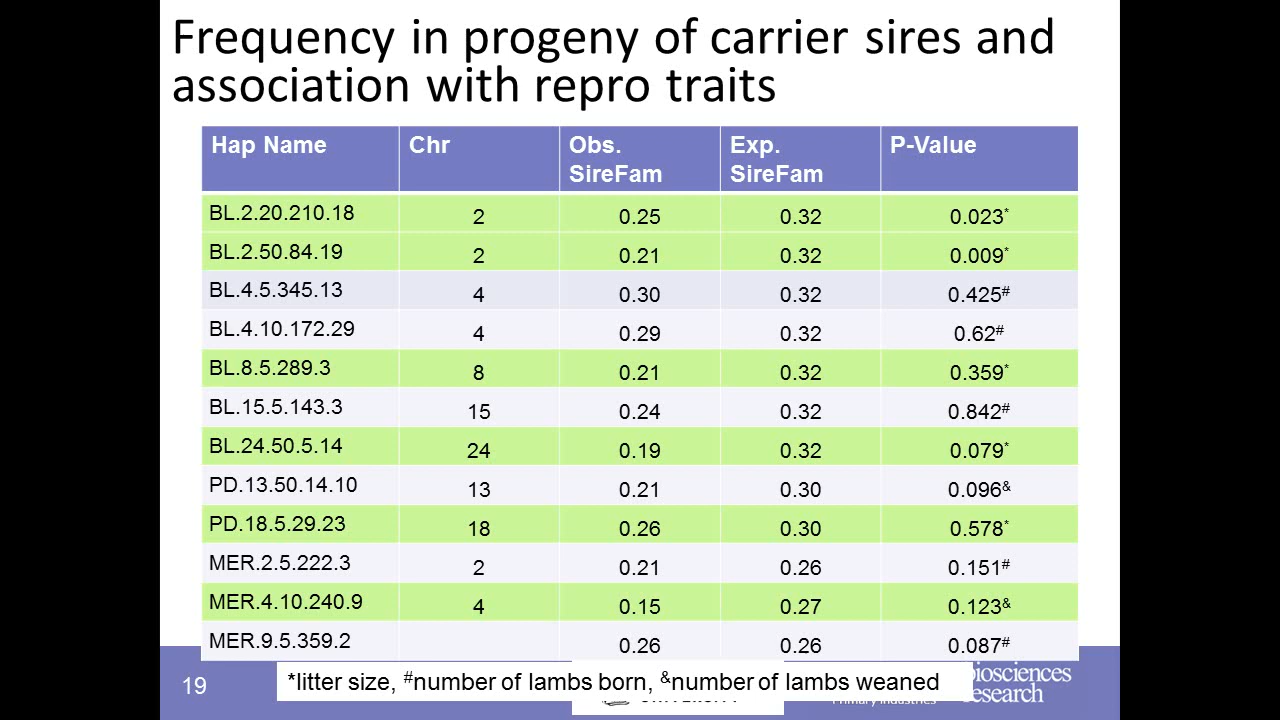 Frequency in progeny of carrier sires and
association with repro traits
Hap Name Chr Obs. SireFam Exp. SireFam P-Value
BL.2.20.210.18 2 0.25 0.32 0.023*
BL.2.50.84.19 2 0.21 0.32 0.009*
BL.4.5.345.13 4 0.30 0.32 0.425#
BL.4.10.172.29 4 0.29 0.32 0.62#
BL.8.5.289.3 8 0.21 0.32 0.359*
BL.15.5.143.3 15 0.24 0.32 0.842#
BL.24.50.5.14 24 0.19 0.32 0.079*
PD.13.50.14.10 13 0.21 0.30 0.096&
PD.18.5.29.23 18 0.26 0.30 0.578*
MER.2.5.222.3 2 0.21 0.26 0.151#
MER.4.10.240.9 4 0.15 0.27 0.123&
MER.9.5.359.2 0.26 0.26 0.087#
19 *litter size, #number of lambs born, &number of lambs weaned